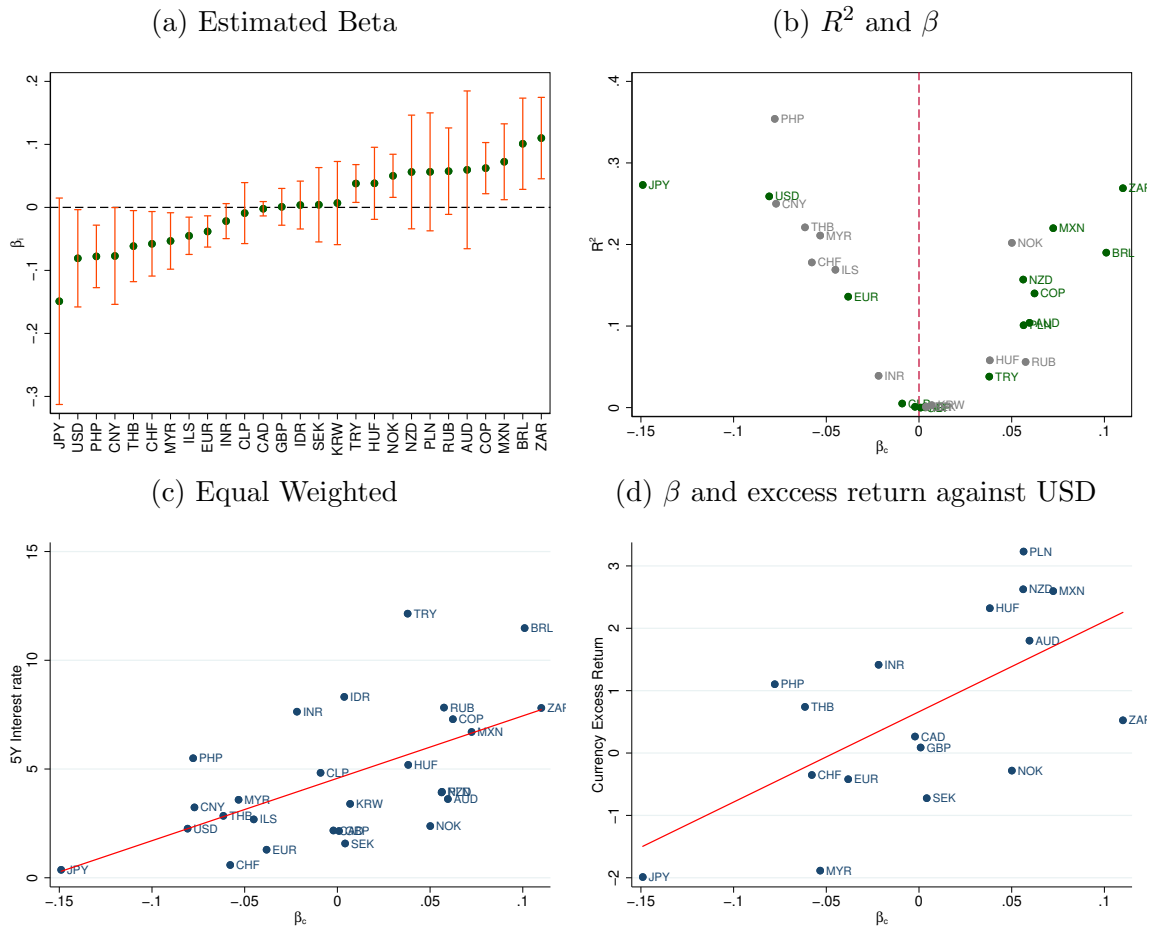 (a) Estimated Beta
βᵢ
.2
.1
0
−.1
−.2
−.3
JPY USD PHP CNY THB CHF MYR ILS EUR INR CLP CAD GBP IDR SEK KRW TRY HUF NOK NZD PLN RUB AUD COP MXN BRL ZAR
(b) R² and β
R²
.4
.3
.2
.1
0
PHP
JPY
ZAR
USD
CNY
THB
MXN
MYR
NOK
BRL
CHF
ILS
NZD
COP
EUR
AUD
PLN
HUF
RUB
INR
TRY
CLP
KRW
−.15 −.1 −.05 0 .05 .1
β꜀
(c) Equal Weighted
5Y Interest rate
15
10
5
0
TRY
BRL
IDR
INR
RUB
ZAR
COP
MXN
PHP
HUF
CLP
NZD
MYR
AUD
CNY
KRW
THB
ILS
NOK
USD
GBP
SEK
EUR
CHF
JPY
−.15 −.1 −.05 0 .05 .1
β꜀
(d) β and exccess return against USD
Currency Excess Return
3
2
1
0
−1
−2
PLN
NZD
MXN
HUF
AUD
INR
PHP
THB
ZAR
CAD
GBP
NOK
CHF
EUR
SEK
MYR
JPY
−.15 −.1 −.05 0 .05 .1
β꜀